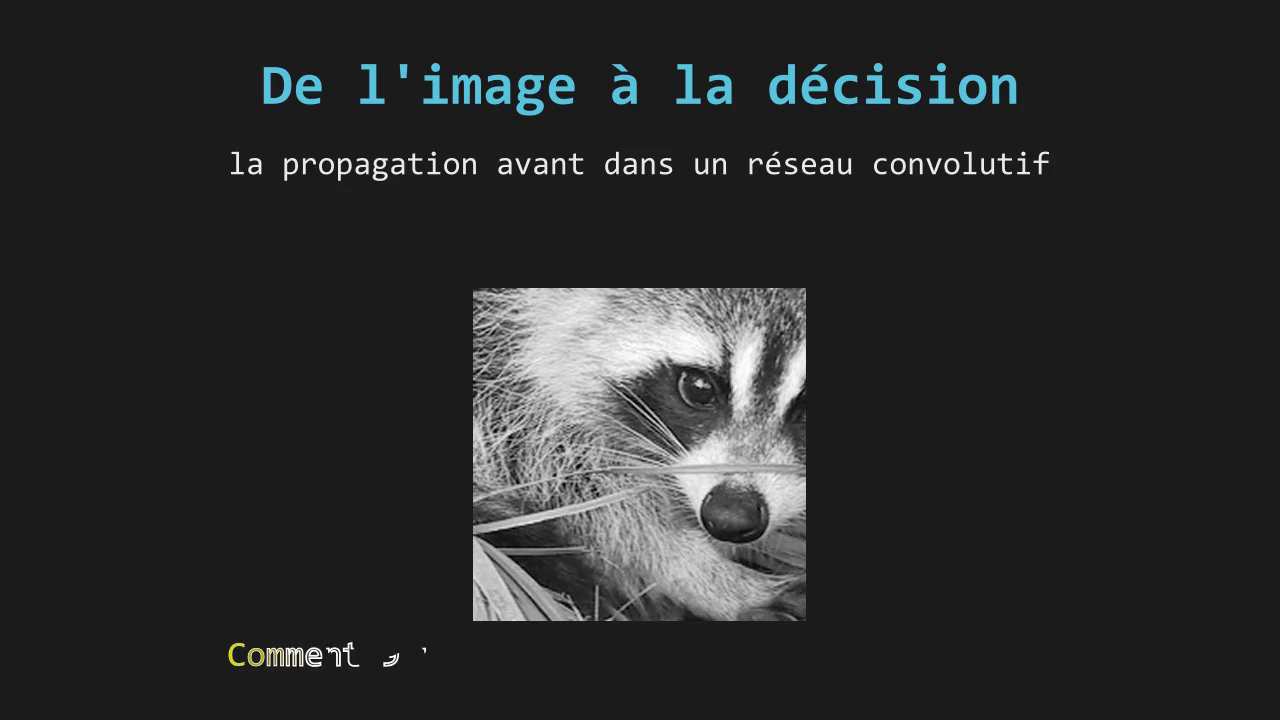 De l'image à la décision
la propagation avant dans un réseau convolutif
Comment